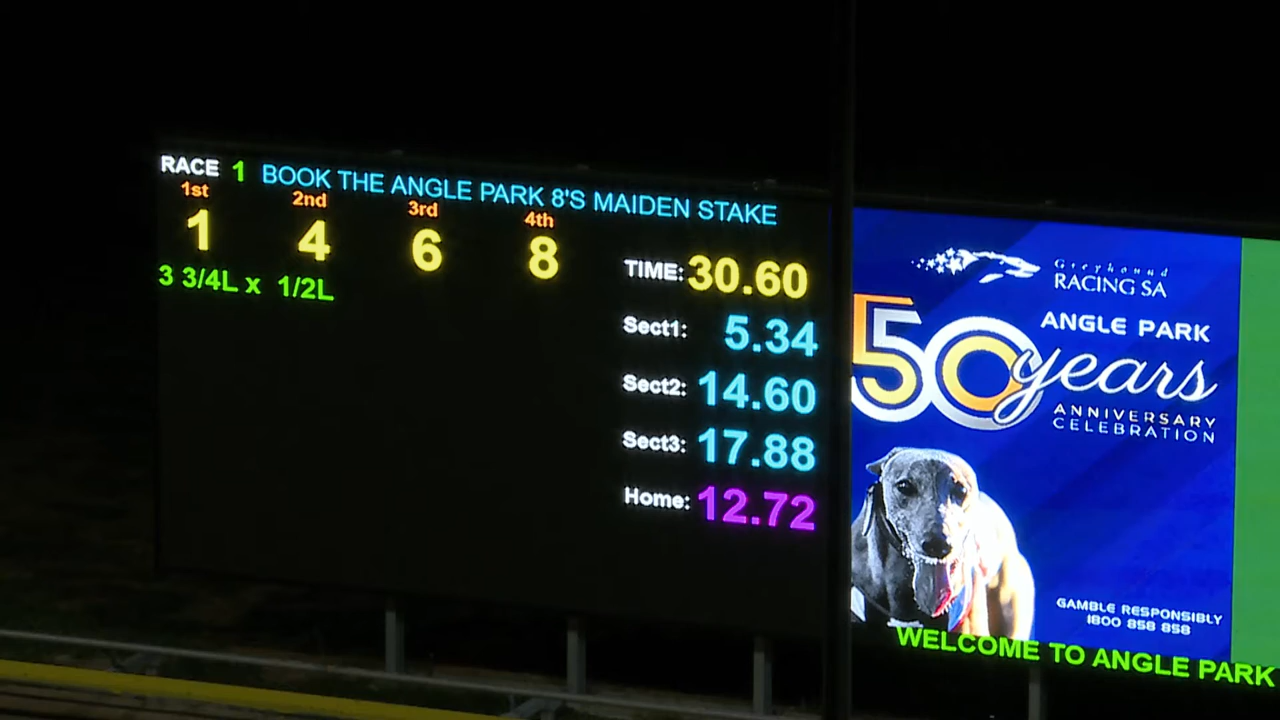 RACE 1 BOOK THE ANGLE PARK 8'S MAIDEN STAKE
1st 2nd 3rd 4th
1 4 6 8
3 3/4L x 1/2L
TIME: 30.60
Sect1: 5.34
Sect2: 14.60
Sect3: 17.88
Home: 12.72
Greyhound
RACING SA
ANGLE PARK
50 years
ANNIVERSARY
CELEBRATION
GAMBLE RESPONSIBLY
1800 858 858
WELCOME TO ANGLE PARK